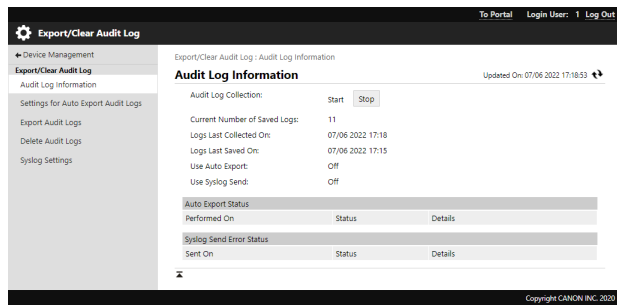 To Portal Login User: 1 Log Out
Export/Clear Audit Log
Device Management
Export/Clear Audit Log
Audit Log Information
Settings for Auto Export Audit Logs
Export Audit Logs
Delete Audit Logs
Syslog Settings
Export/Clear Audit Log : Audit Log Information
Audit Log Information
Updated On: 07/06 2022 17:18:53
Audit Log Collection: Start Stop
Current Number of Saved Logs: 11
Logs Last Collected On: 07/06 2022 17:18
Logs Last Saved On: 07/06 2022 17:15
Use Auto Export: Off
Use Syslog Send: Off
Auto Export Status
Performed On Status Details
Syslog Send Error Status
Sent On Status Details
Copyright CANON INC. 2020